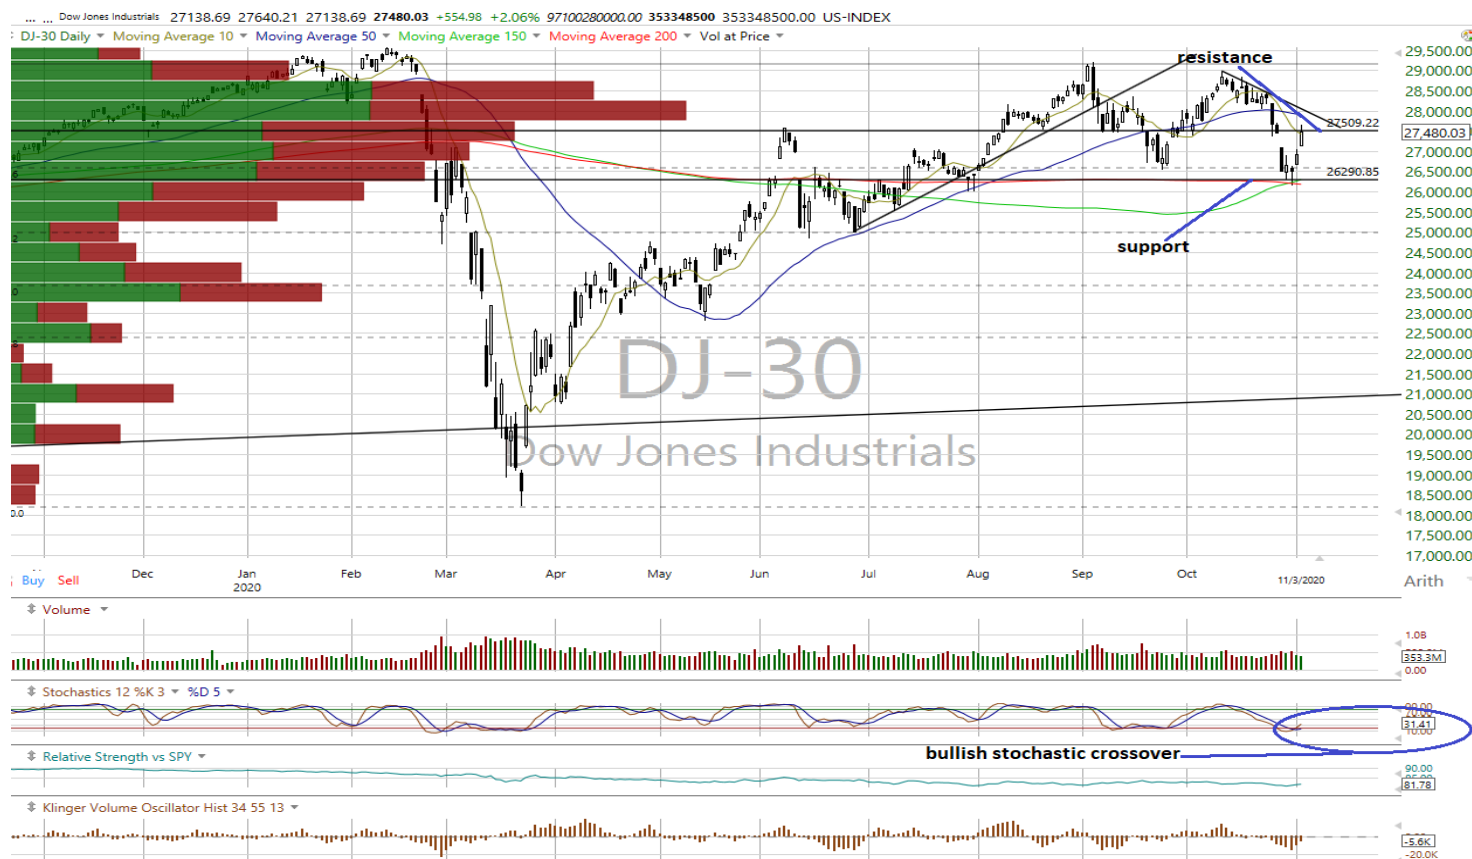 ... ... Dow Jones Industrials 27138.69 27640.21 27138.69 27480.03 +554.98 +2.06% 97100280000.00 353348500 353348500.00 US-INDEX
DJ-30 Daily Moving Average 10 Moving Average 50 Moving Average 150 Moving Average 200 Vol at Price
29,500.00
resistance
29,000.00
28,500.00
28,000.00
27509.22
27,480.03
27,000.00
26,500.00
26290.85
26,000.00
25,500.00
25,000.00
support
24,500.00
24,000.00
23,500.00
23,000.00
22,500.00
22,000.00
21,500.00
21,000.00
20,500.00
20,000.00
19,500.00
19,000.00
18,500.00
18,000.00
17,500.00
17,000.00
DJ-30
Dow Jones Industrials
0.0
Dec Jan Feb Mar Apr May Jun Jul Aug Sep Oct 11/3/2020
2020
Buy Sell
Arith
Volume
1.0B
353.3M
0.00
Stochastics 12 %K 3 %D 5
31.41
10.00
bullish stochastic crossover
Relative Strength vs SPY
90.00
81.78
Klinger Volume Oscillator Hist 34 55 13
-5.6K
-20.0K